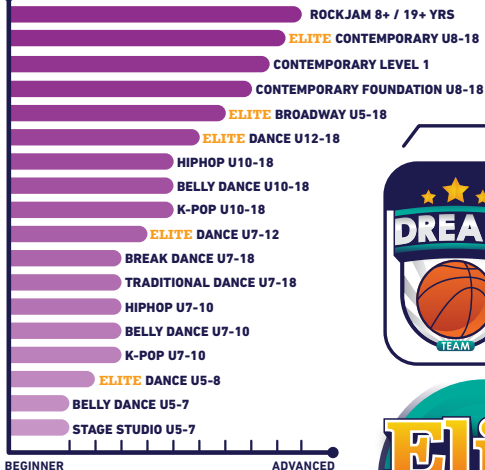 ROCKJAM 8+ / 19+ YRS
ELITE CONTEMPORARY U8-18
CONTEMPORARY LEVEL 1
CONTEMPORARY FOUNDATION U8-18
ELITE BROADWAY U5-18
ELITE DANCE U12-18
HIPHOP U10-18
BELLY DANCE U10-18
K-POP U10-18
ELITE DANCE U7-12
BREAK DANCE U7-18
TRADITIONAL DANCE U7-18
HIPHOP U7-10
BELLY DANCE U7-10
K-POP U7-10
ELITE DANCE U5-8
BELLY DANCE U5-7
STAGE STUDIO U5-7
BEGINNER ADVANCED
DREA
TEAM
Eli